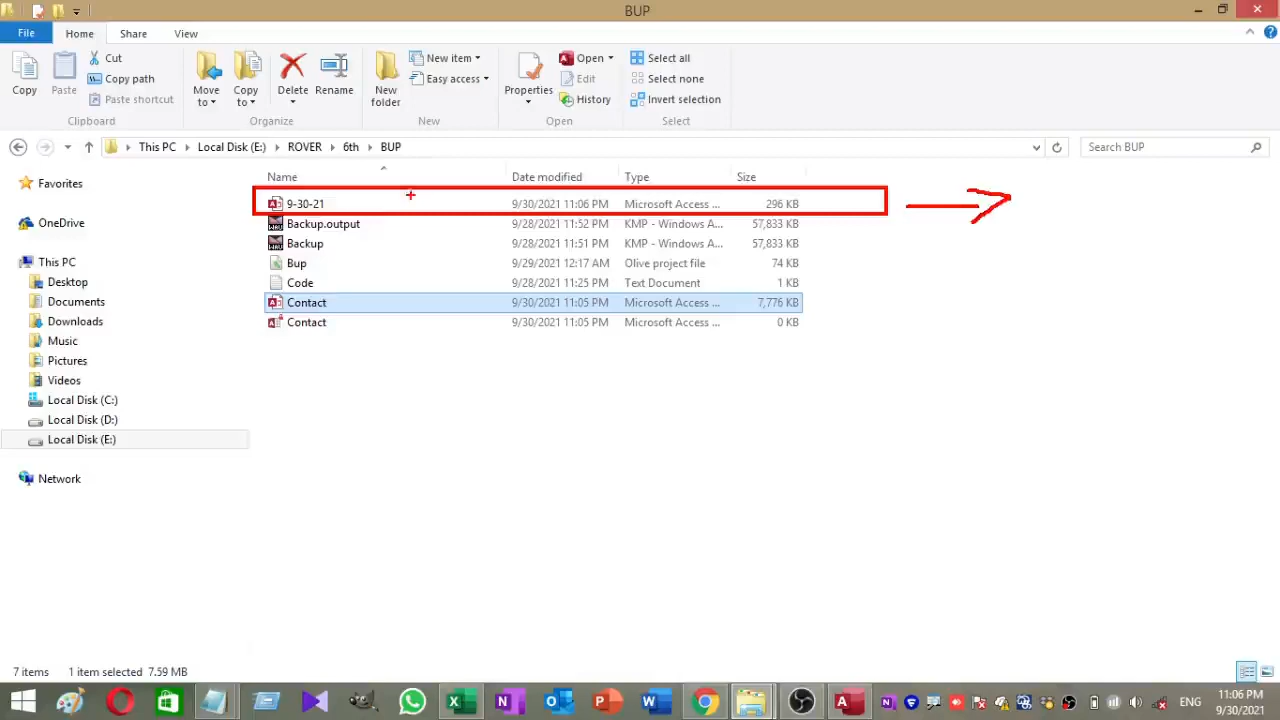 BUP
File Home Share View
Copy Paste Cut Copy path Paste shortcut Move to Copy to Delete Rename New folder New item Easy access Properties Open Edit History Select all Select none Invert selection
Clipboard Organize New Open Select
This PC Local Disk (E:) ROVER 6th BUP Search BUP
Name Date modified Type Size
9-30-21 9/30/2021 11:06 PM Microsoft Access ... 296 KB
Backup.output 9/28/2021 11:52 PM KMP - Windows A... 57,833 KB
Backup 9/28/2021 11:51 PM KMP - Windows A... 57,833 KB
Bup 9/29/2021 12:17 AM Olive project file 74 KB
Code 9/28/2021 11:25 PM Text Document 1 KB
Contact 9/30/2021 11:05 PM Microsoft Access ... 7,776 KB
Contact 9/30/2021 11:05 PM Microsoft Access ... 0 KB
Favorites
OneDrive
This PC
Desktop
Documents
Downloads
Music
Pictures
Videos
Local Disk (C:)
Local Disk (D:)
Local Disk (E:)
Network
7 items 1 item selected 7.59 MB
ENG 11:06 PM
9/30/2021